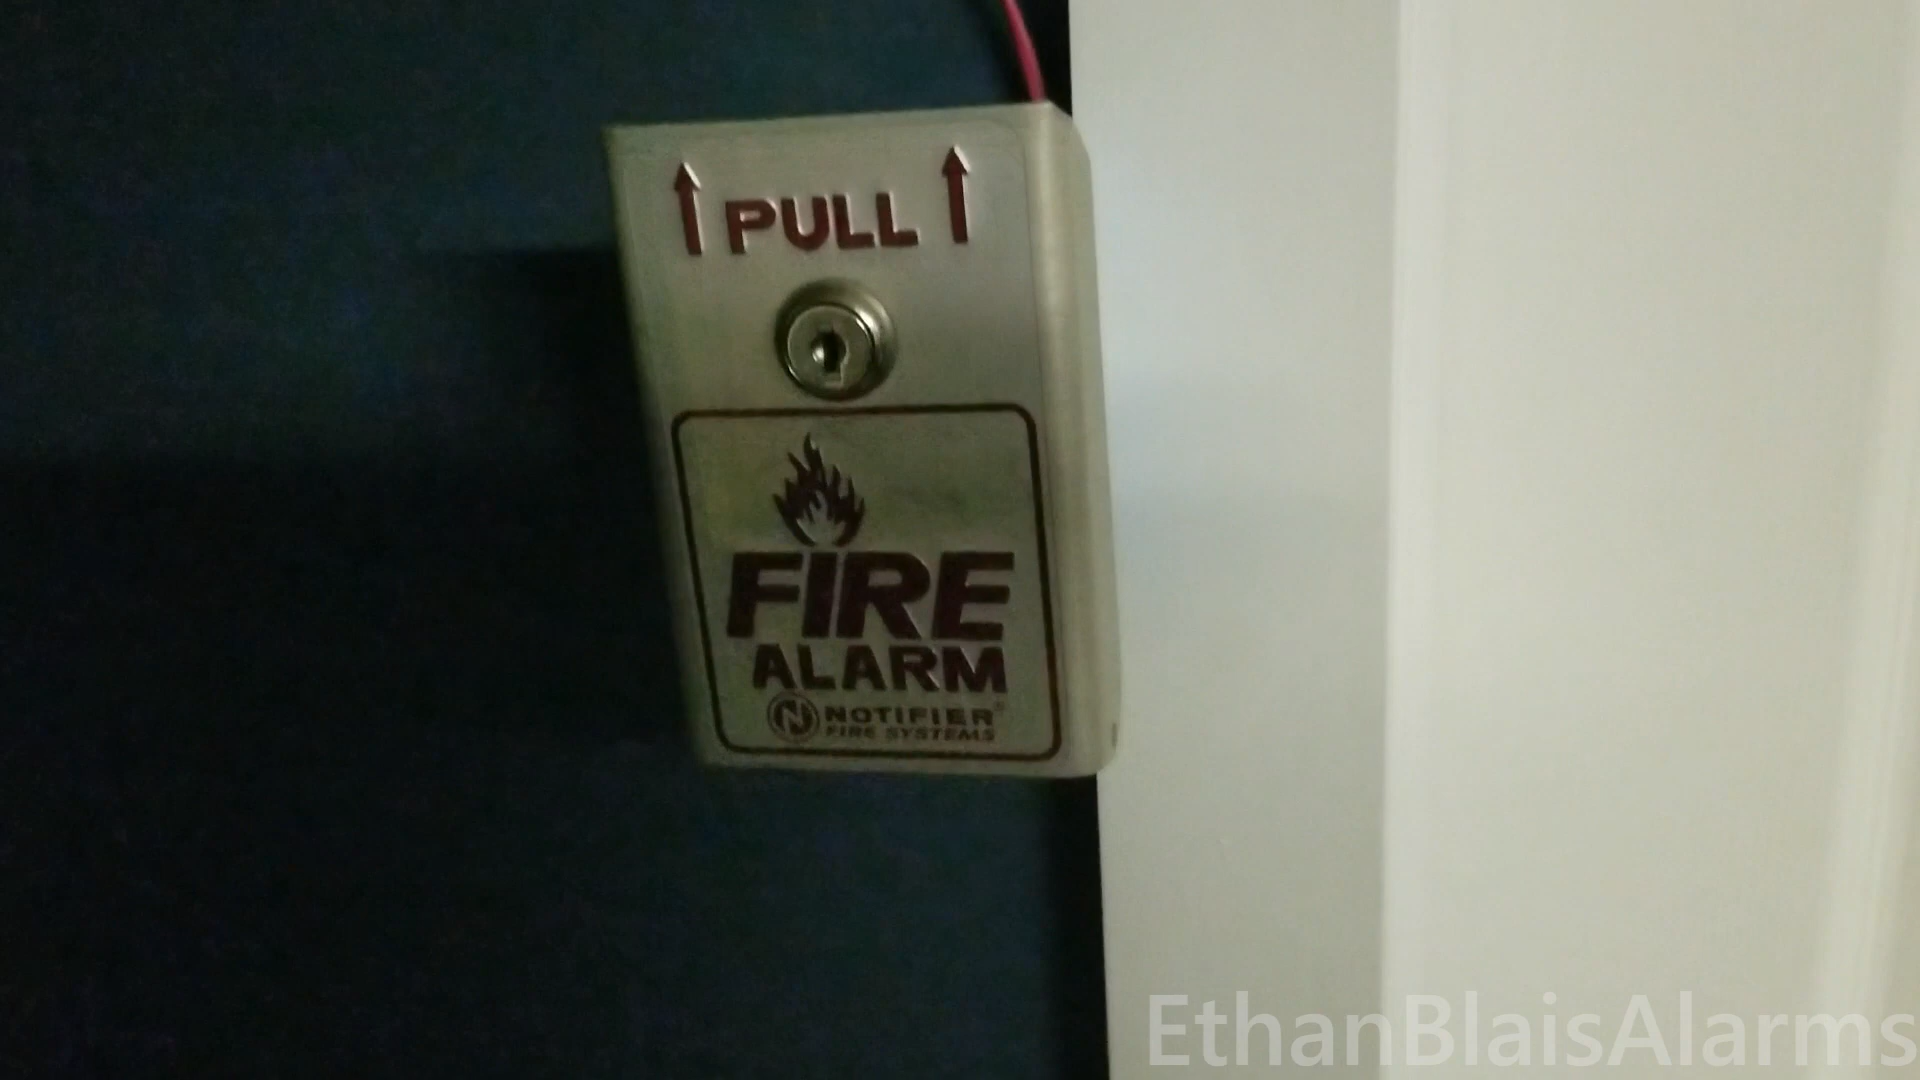 PULL
FIRE
ALARM
N NOTIFIER®
FIRE SYSTEMS
EthanBlaisAlarms